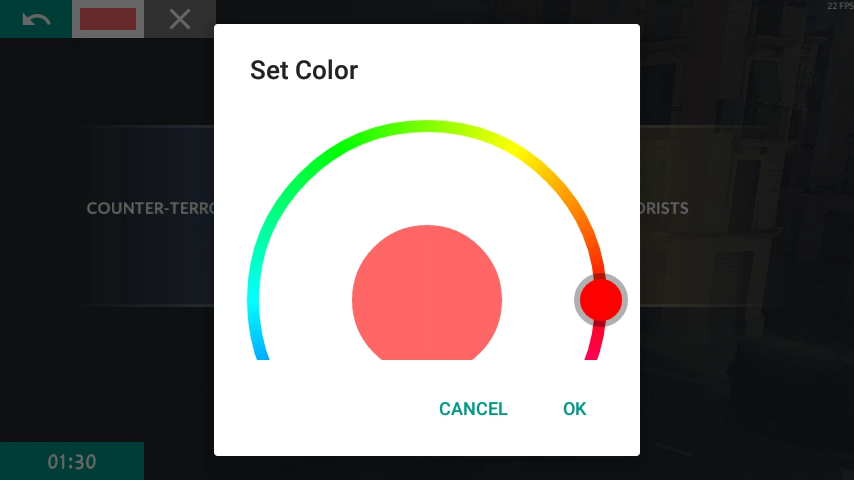 22 FPS
Set Color
COUNTER-TERRO
ORISTS
CANCEL
OK
01:30